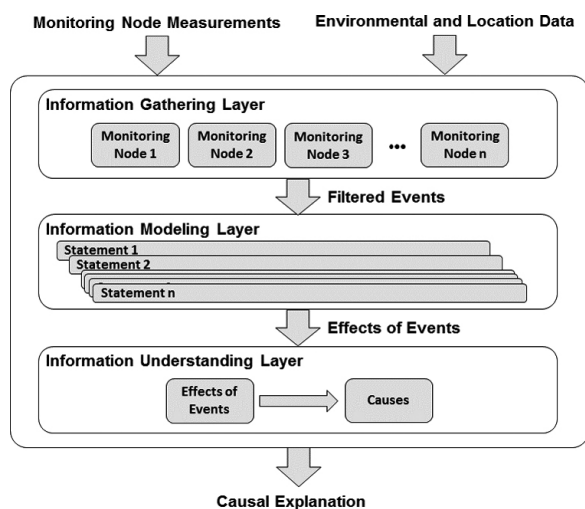 Monitoring Node Measurements
Environmental and Location Data
Information Gathering Layer
Monitoring
Node 1
Monitoring
Node 2
Monitoring
Node 3
•••
Monitoring
Node n
Filtered Events
Information Modeling Layer
Statement 1
Statement 2
Statement n
Effects of Events
Information Understanding Layer
Effects of
Events
Causes
Causal Explanation